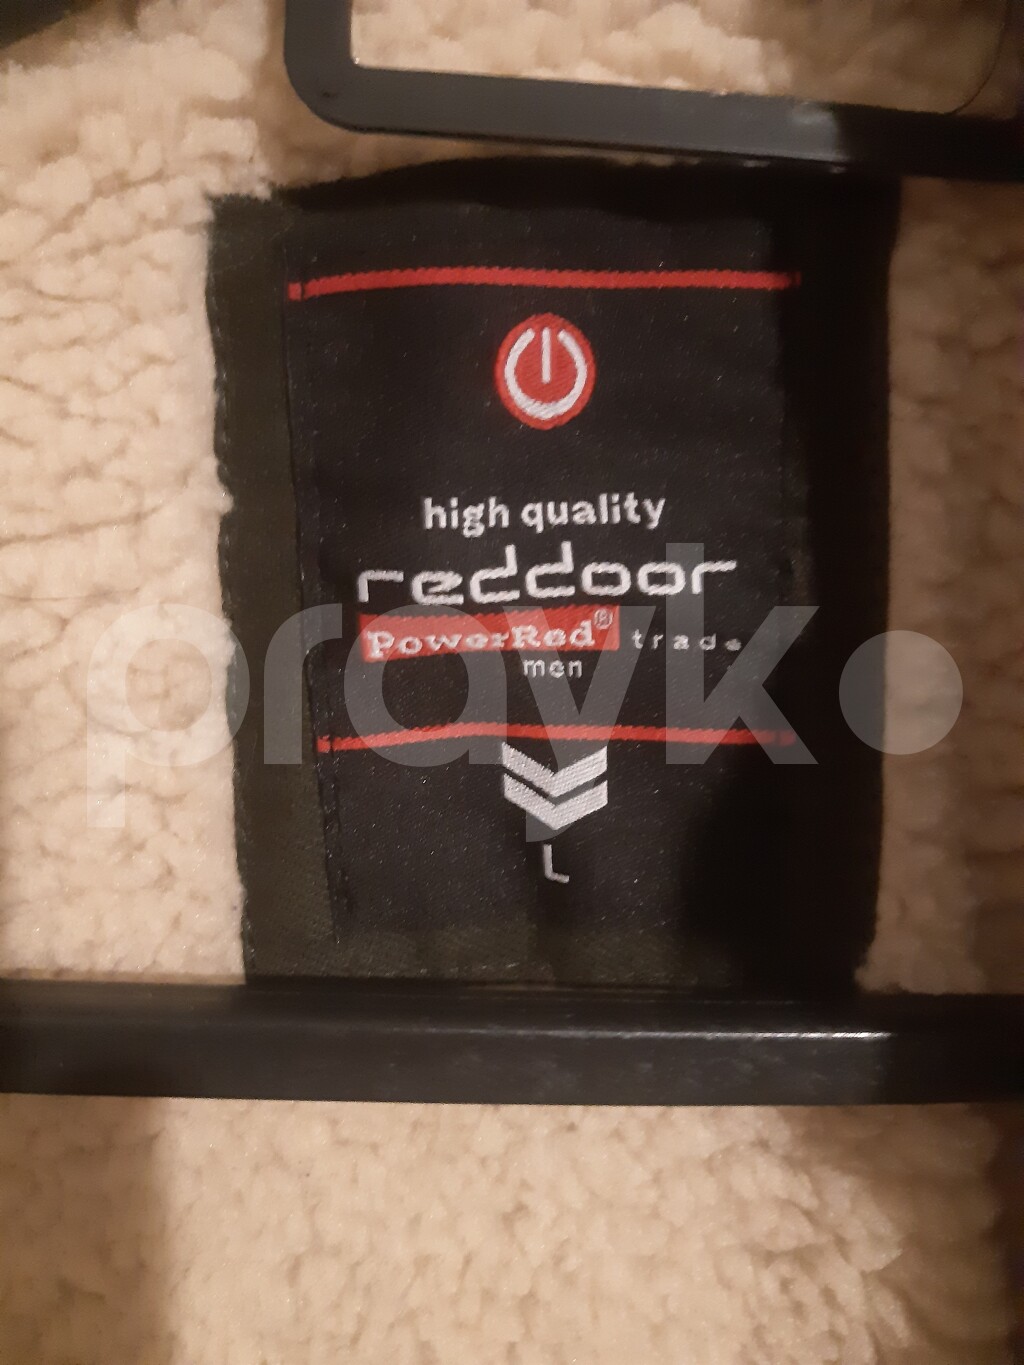 high quality
reddoor
PowerRed® trade
men
L
prayk